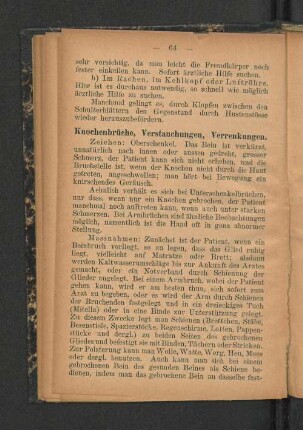 — 64 —
sehr vorsichtig, da man leicht die Fremdkörper noch
fester einkeilen kann. Sofort ärztliche Hilfe suchen.
h) Im Rachen, im Kehlkopf oder Luftröhre.
Hier ist es durchaus notwendig, so schnell wie möglich
ärztliche Hilfe zu suchen.
Manchmal gelingt es, durch Klopfen zwischen den
Schulterblättern den Gegenstand durch Hustenstösse
wieder herauszubefördern.
Knochenbrüche, Verstauchungen, Verrenkungen.
Zeichen: Oberschenkel. Das Bein ist verkürzt,
unnatürlich nach innen oder aussen gedreht, grosser
Schmerz, der Patient kann sich nicht erheben, und die
Bruchstelle ist, wenn der Knochen nicht durch die Haut
getreten, angeschwollen; man hört bei Bewegung ein
knirschendes Geräusch.
Aehnlich verhält es sich bei Unterschenkelbrüchen,
nur dass, wenn nur ein Knochen gebrochen, der Patient
manchmal noch auftreten kann, wenn auch unter starken
Schmerzen. Bei Armbrüchen sind ähnliche Beobachtungen
möglich, namentlich ist die Hand oft in ganz abnormer
Stellung.
Massnahmen: Zunächst ist der Patient, wenn ein
Beinbruch vorliegt, so zu legen, dass das Glied ruhig
liegt, vielleicht auf Matratze oder Brett; alsdann
werden Kaltwasserumschläge bis zur Ankunft des Arztes
gemacht, oder ein Notverband durch Schienung der
Glieder angelegt. Bei einem Armbruch, wobei der Patient
gehen kann, wird er am besten thun, sich sofort zum
Arzt zu begeben, oder es wird der Arm durch Schienen
der Bruchenden festgelegt und in ein dreieckiges Tuch
(Mitella) oder in eine Binde zur Unterstützung gelegt.
Zu diesem Zwecke legt man Schienen (Brettchen, Stäbe,
Besenstiele, Spazierstöcke, Regenschirme, Latten, Pappen-
stücke und dergl.) zu beiden Seiten des gebrochenen
Gliedes und befestigt sie mit Binden, Tüchern oder Stricken.
Zur Polsterung kann man Wolle, Watte, Werg, Heu, Moos
oder dergl. benutzen. Auch kann man sich bei einem
gebrochenen Bein des gesunden Beines als Schiene be-
dienen, indem man das gebrochene Bein an dasselbe fest-